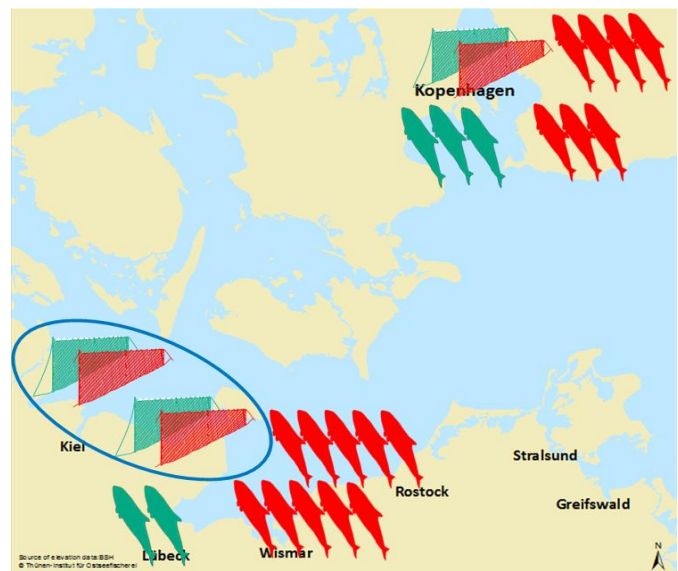 Kopenhagen
Kiel
Stralsund
Rostock
Greifswald
Lübeck
Wismar
Source of elevation data:BSH
© Thünen-Institut für Ostseefischerei
N